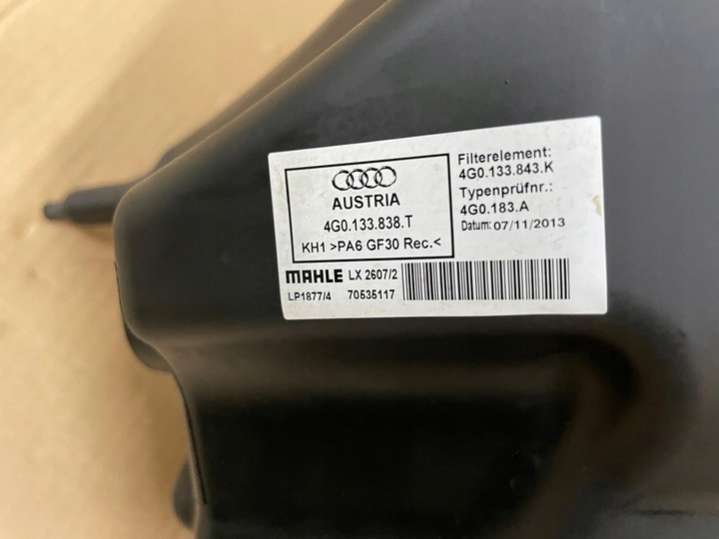 AUSTRIA
4G0.133.838.T
KH1 >PA6 GF30 Rec.<
Filterelement:
4G0.133.843.K
Typenprüfnr.:
4G0.183.A
Datum: 07/11/2013
MAHLE LX 2607/2
LP1877/4 70535117